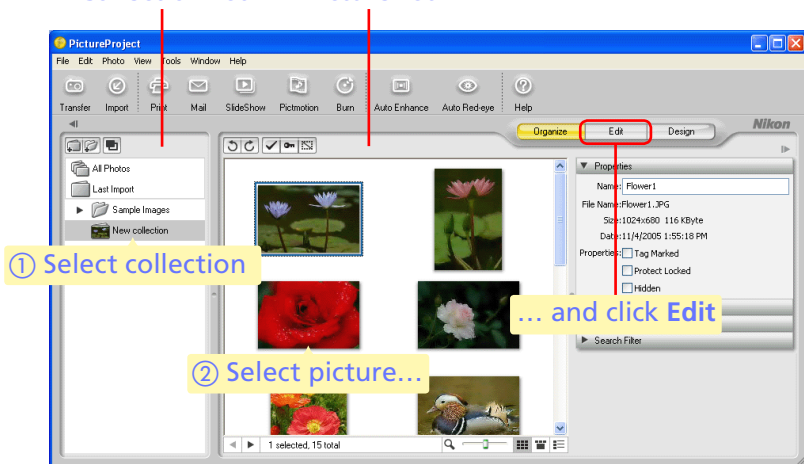 PictureProject
File Edit Photo View Tools Window Help
Transfer Import Print Mail SlideShow Pictmotion Burn Auto Enhance Auto Red-eye Help
Organize Edit Design
Nikon
All Photos
Last Import
Sample Images
New collection
① Select collection
② Select picture…
Properties
Name: Flower1
File Name:Flower1.JPG
Size:1024x680 116 KByte
Date:11/4/2005 1:55:18 PM
Properties: Tag Marked
Protect Locked
Hidden
… and click Edit
Search Filter
1 selected, 15 total